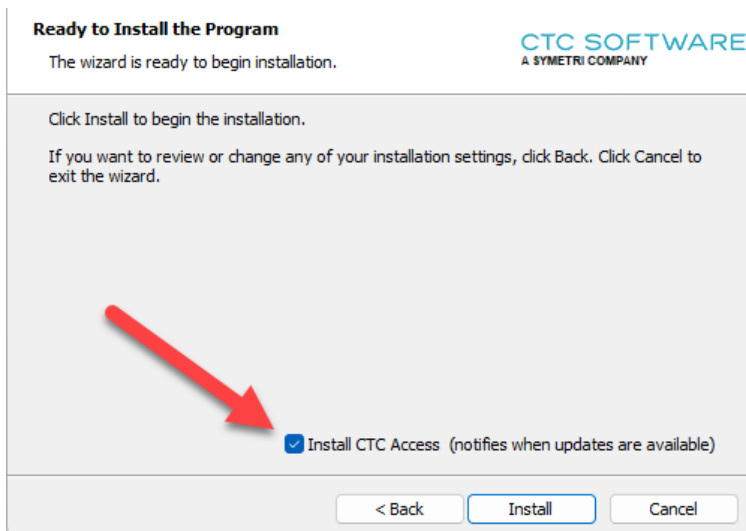 Ready to Install the Program
The wizard is ready to begin installation.
CTC SOFTWARE
A SYMETRI COMPANY
Click Install to begin the installation.
If you want to review or change any of your installation settings, click Back. Click Cancel to
exit the wizard.
Install CTC Access  (notifies when updates are available)
< Back
Install
Cancel